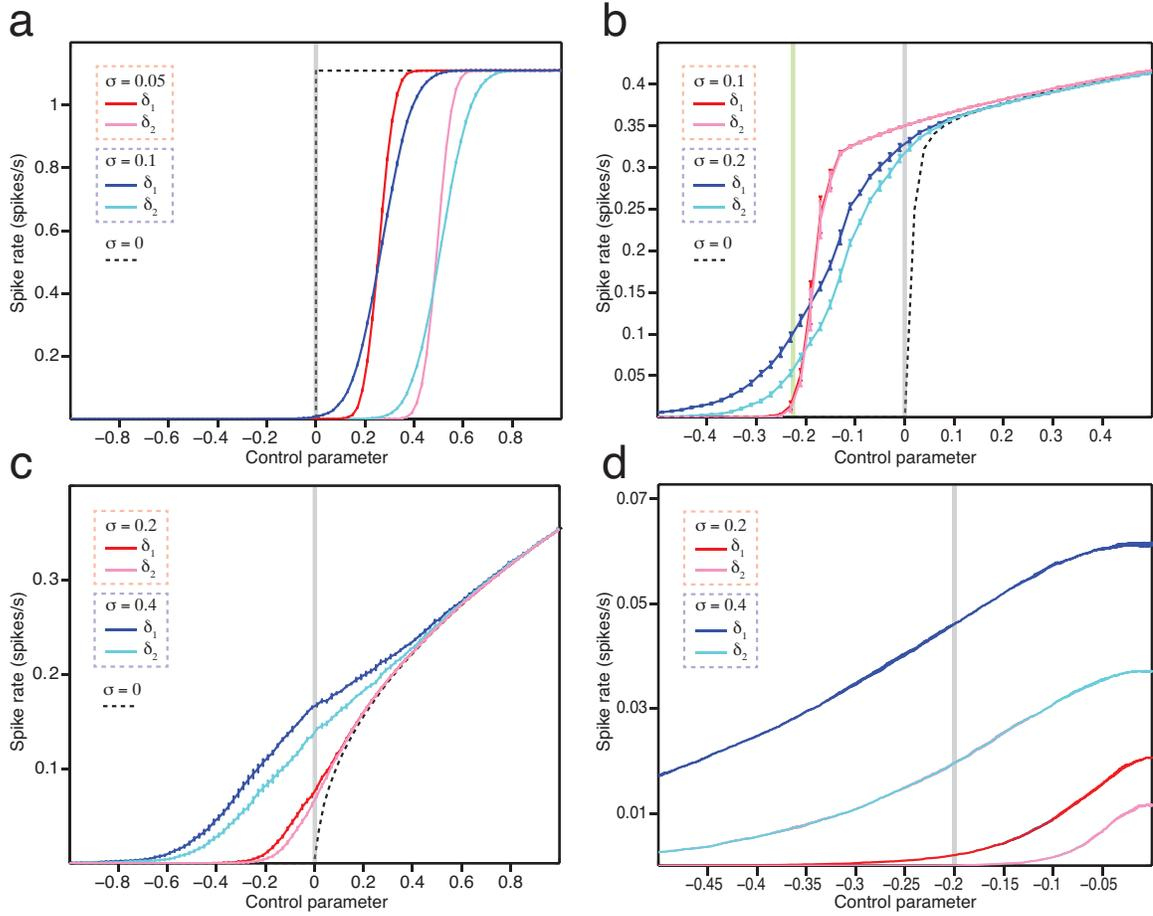 a
σ = 0.05
δ1
δ2
σ = 0.1
δ1
δ2
σ = 0
Spike rate (spikes/s)
1
0.8
0.6
0.4
0.2
−0.8 −0.6 −0.4 −0.2 0 0.2 0.4 0.6 0.8
Control parameter
b
σ = 0.1
δ1
δ2
σ = 0.2
δ1
δ2
σ = 0
Spike rate (spikes/s)
0.4
0.35
0.3
0.25
0.2
0.15
0.1
0.05
−0.4 −0.3 −0.2 −0.1 0 0.1 0.2 0.3 0.4
Control parameter
c
σ = 0.2
δ1
δ2
σ = 0.4
δ1
δ2
σ = 0
Spike rate (spikes/s)
0.3
0.2
0.1
−0.8 −0.6 −0.4 −0.2 0 0.2 0.4 0.6 0.8
Control parameter
d
σ = 0.2
δ1
δ2
σ = 0.4
δ1
δ2
Spike rate (spikes/s)
0.07
0.05
0.03
0.01
−0.45 −0.4 −0.35 −0.3 −0.25 −0.2 −0.15 −0.1 −0.05
Control parameter